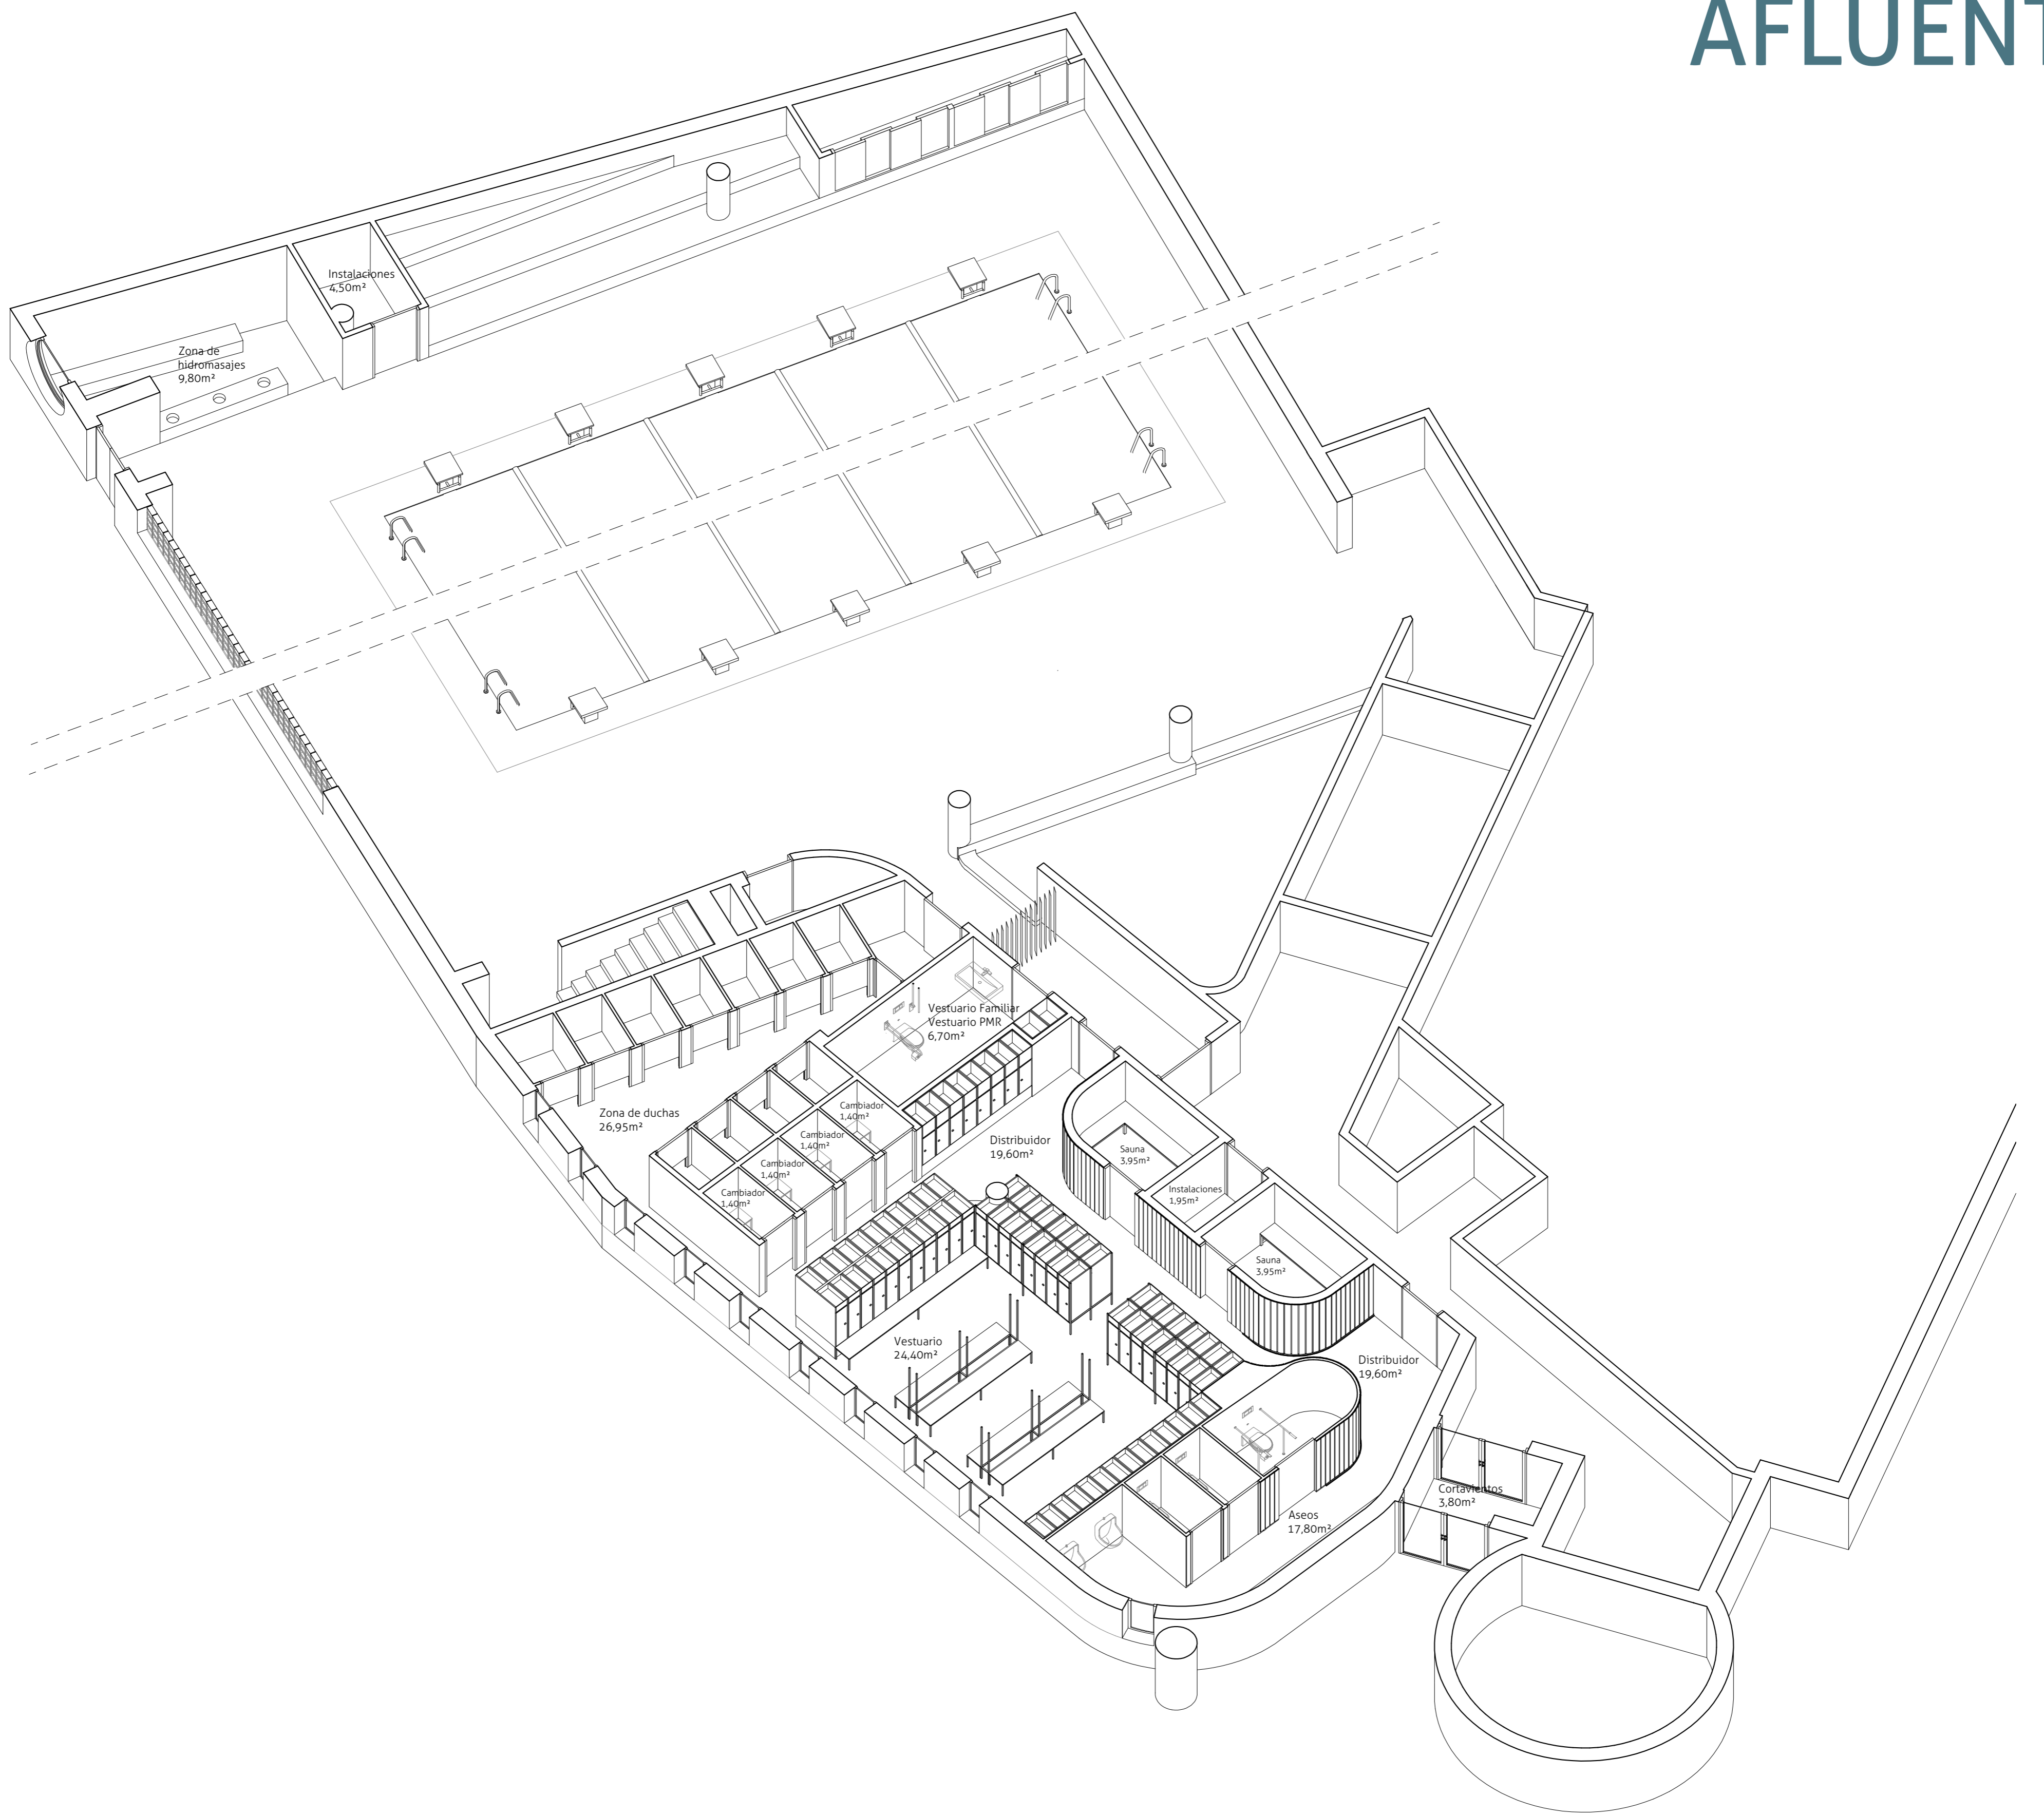 AFLUENT
Instalaciones
4,50m²
Zona de
hidromasajes
9,80m²
Vestuario Familiar
Vestuario PMR
6,70m²
Zona de duchas
26,95m²
Cambiador
1,40m²
Cambiador
1,40m²
Cambiador
1,40m²
Cambiador
1,40m²
Distribuidor
19,60m²
Sauna
3,95m²
Instalaciones
1,95m²
Sauna
3,95m²
Vestuario
24,40m²
Distribuidor
19,60m²
Cortavientos
3,80m²
Aseos
17,80m²